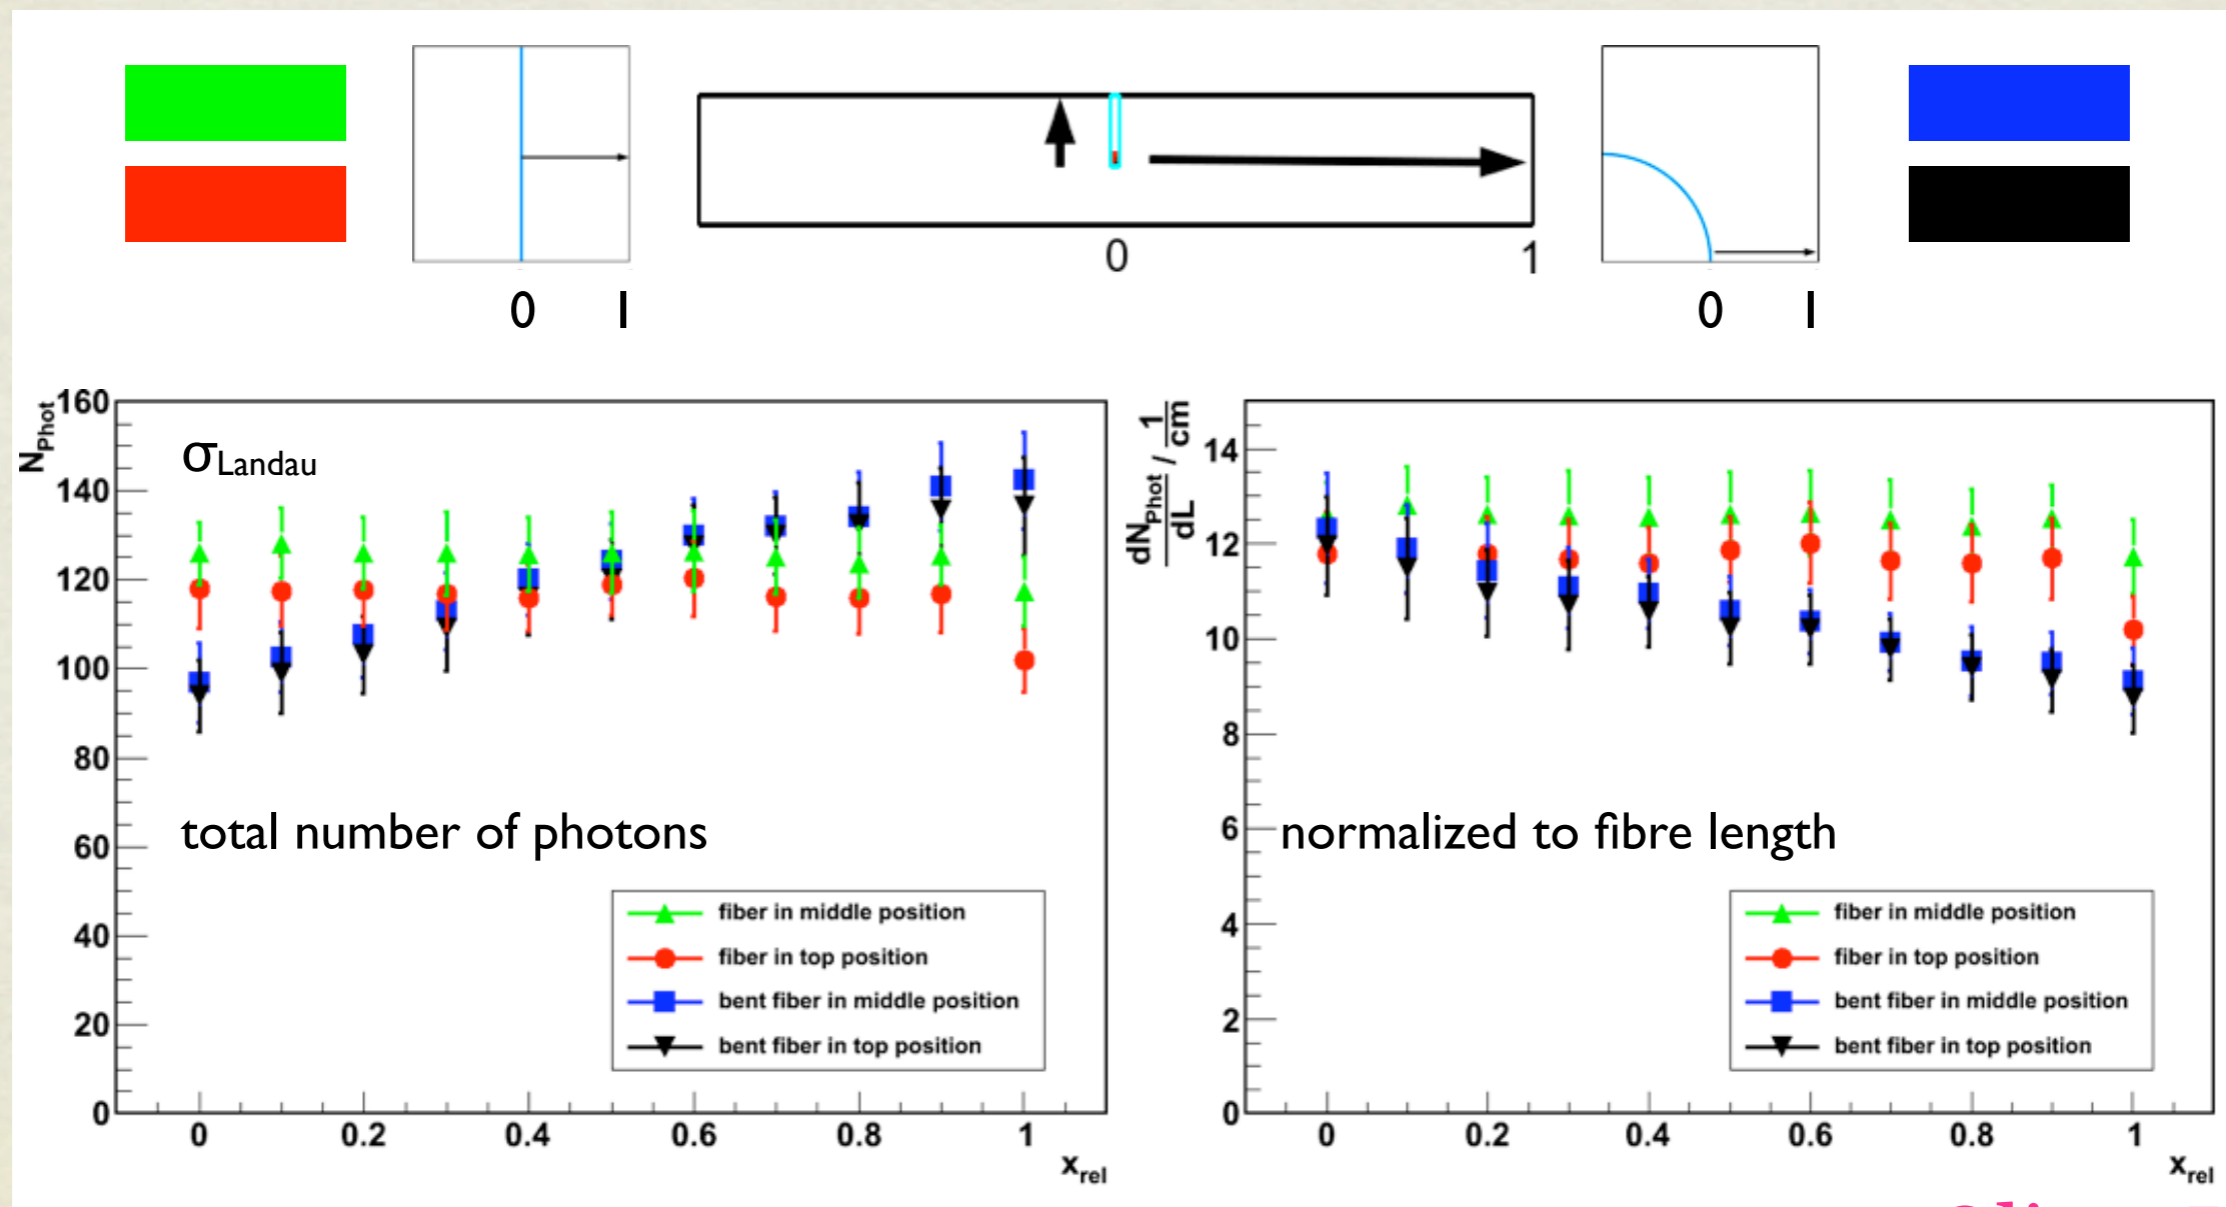 0 1
0 1
0 1
N_Phot
160
140
120
100
80
60
40
20
0
σ_Landau
total number of photons
fiber in middle position
fiber in top position
bent fiber in middle position
bent fiber in top position
0 0.2 0.4 0.6 0.8 1
x_rel
dN_Phot / dL / 1 / cm
14
12
10
8
6
4
2
0
normalized to fibre length
fiber in middle position
fiber in top position
bent fiber in middle position
bent fiber in top position
0 0.2 0.4 0.6 0.8 1
x_rel